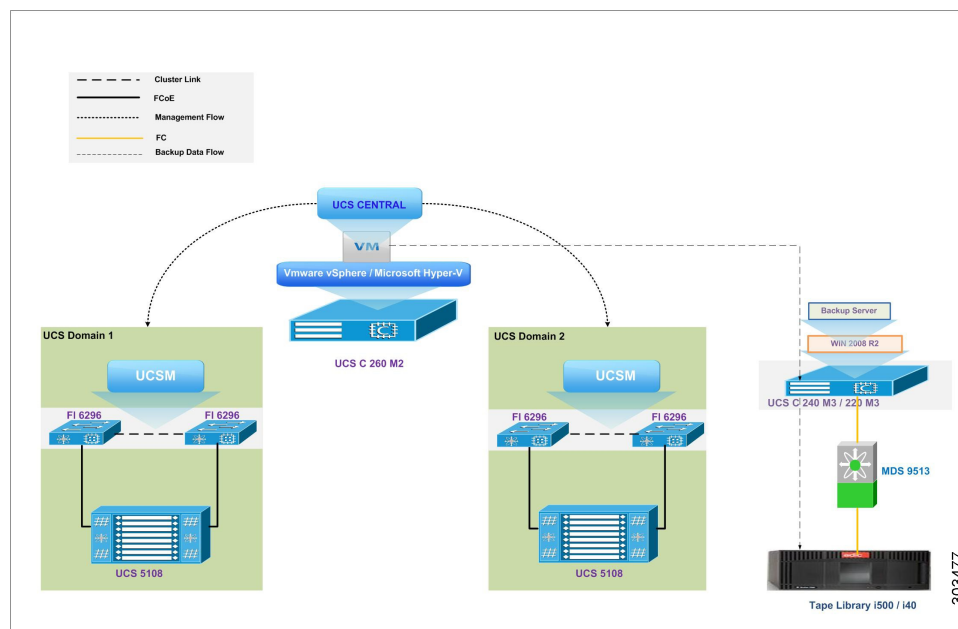 Cluster Link
FCoE
Management Flow
FC
Backup Data Flow
UCS CENTRAL
VM
Vmware vSphere / Microsoft Hyper-V
UCS C 260 M2
UCS Domain 1
UCSM
FI 6296
FI 6296
UCS 5108
UCS Domain 2
UCSM
FI 6296
FI 6296
UCS 5108
Backup Server
WIN 2008 R2
UCS C 240 M3 / 220 M3
MDS 9513
Tape Library i500 / i40
303477